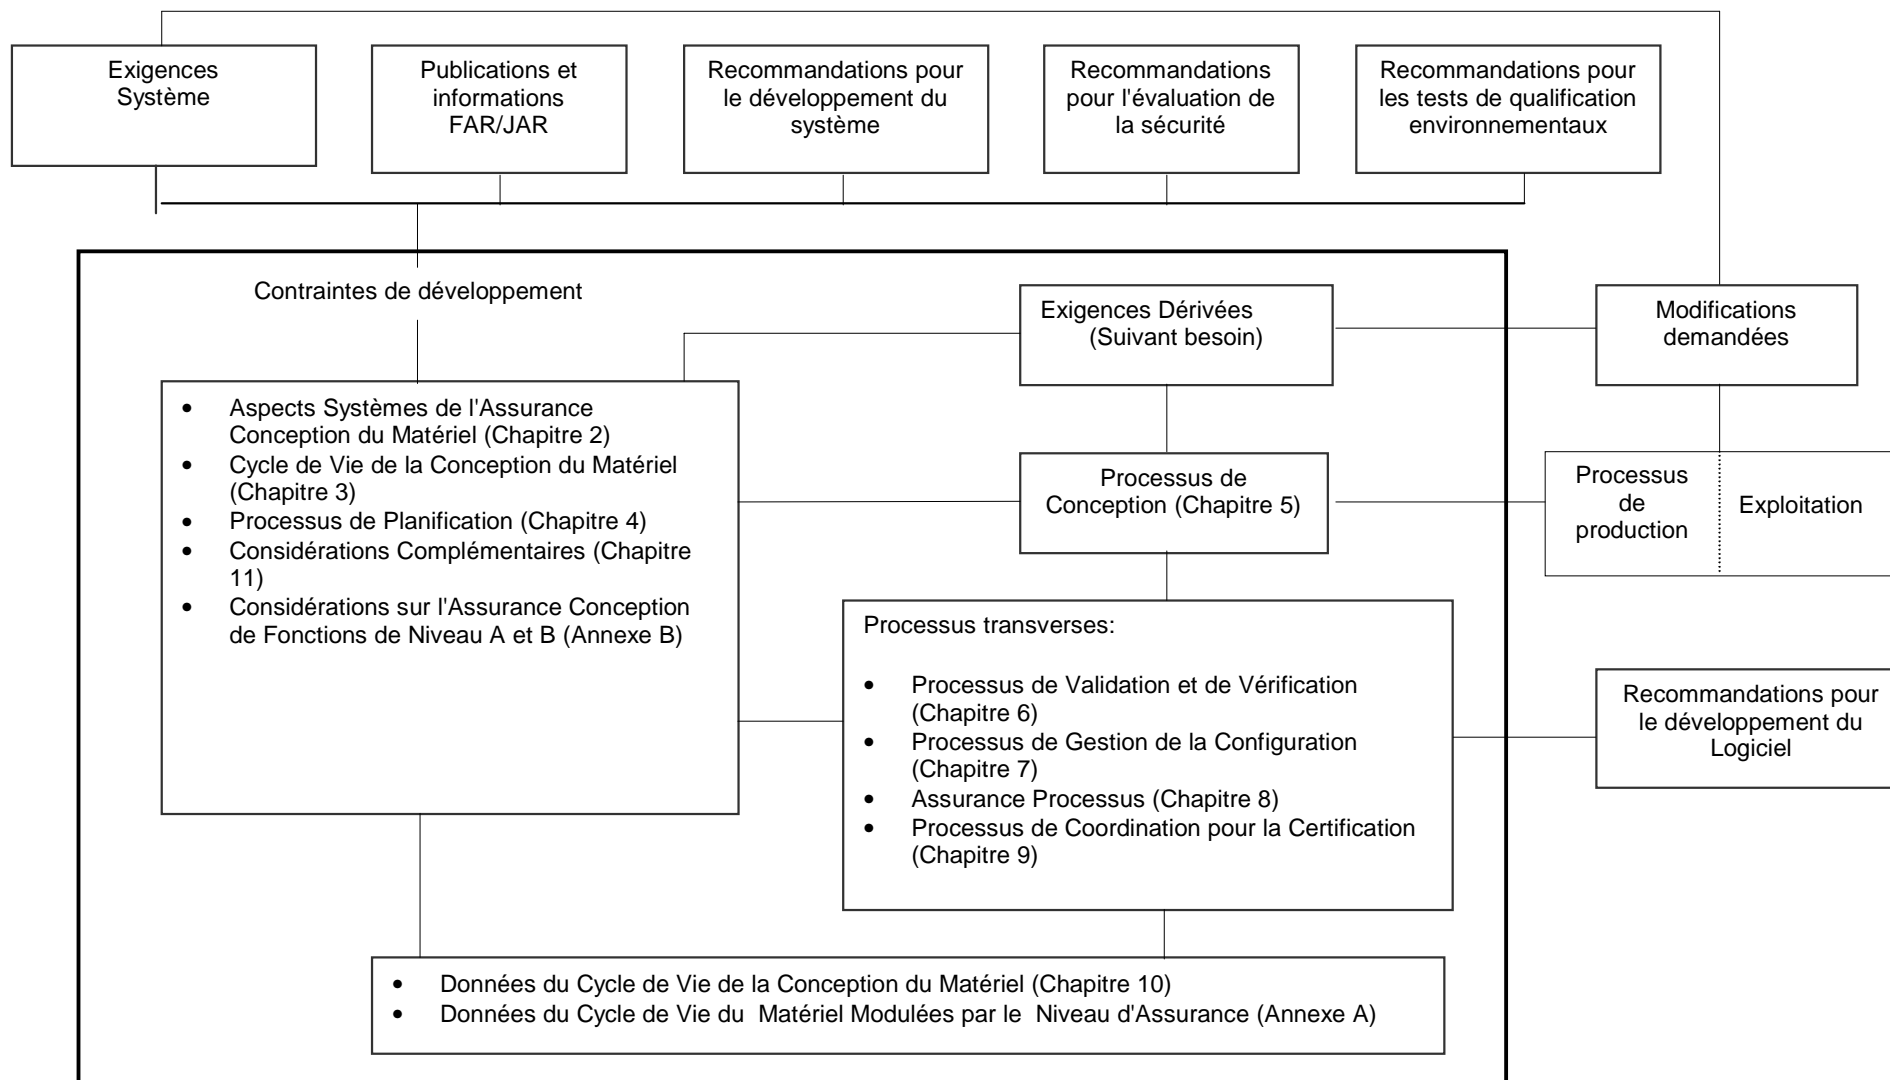 Exigences
Système
Publications et
informations
FAR/JAR
Recommandations pour
le développement du
système
Recommandations
pour l'évaluation de
la sécurité
Recommandations pour
les tests de qualification
environnementaux
Contraintes de développement
Exigences Dérivées
(Suivant besoin)
Modifications
demandées
• Aspects Systèmes de l'Assurance
Conception du Matériel (Chapitre 2)
• Cycle de Vie de la Conception du Matériel
(Chapitre 3)
• Processus de Planification (Chapitre 4)
• Considérations Complémentaires (Chapitre
11)
• Considérations sur l'Assurance Conception
de Fonctions de Niveau A et B (Annexe B)
Processus de
Conception (Chapitre 5)
Processus
de
production
Exploitation
Processus transverses:
• Processus de Validation et de Vérification
(Chapitre 6)
• Processus de Gestion de la Configuration
(Chapitre 7)
• Assurance Processus (Chapitre 8)
• Processus de Coordination pour la Certification
(Chapitre 9)
Recommandations pour
le développement du
Logiciel
• Données du Cycle de Vie de la Conception du Matériel (Chapitre 10)
• Données du Cycle de Vie du Matériel Modulées par le Niveau d'Assurance (Annexe A)